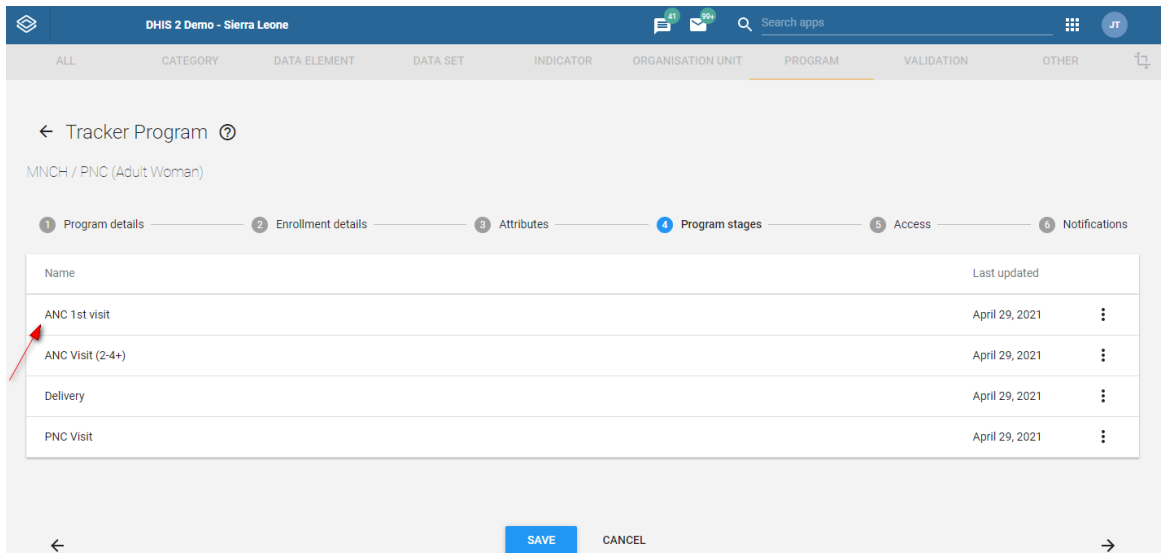 DHIS 2 Demo - Sierra Leone 41 99+ Search apps JT
ALL CATEGORY DATA ELEMENT DATA SET INDICATOR ORGANISATION UNIT PROGRAM VALIDATION OTHER
Tracker Program ?
MNCH / PNC (Adult Woman)
1 Program details 2 Enrollment details 3 Attributes 4 Program stages 5 Access 6 Notifications
Name Last updated
ANC 1st visit April 29, 2021
ANC Visit (2-4+) April 29, 2021
Delivery April 29, 2021
PNC Visit April 29, 2021
SAVE CANCEL